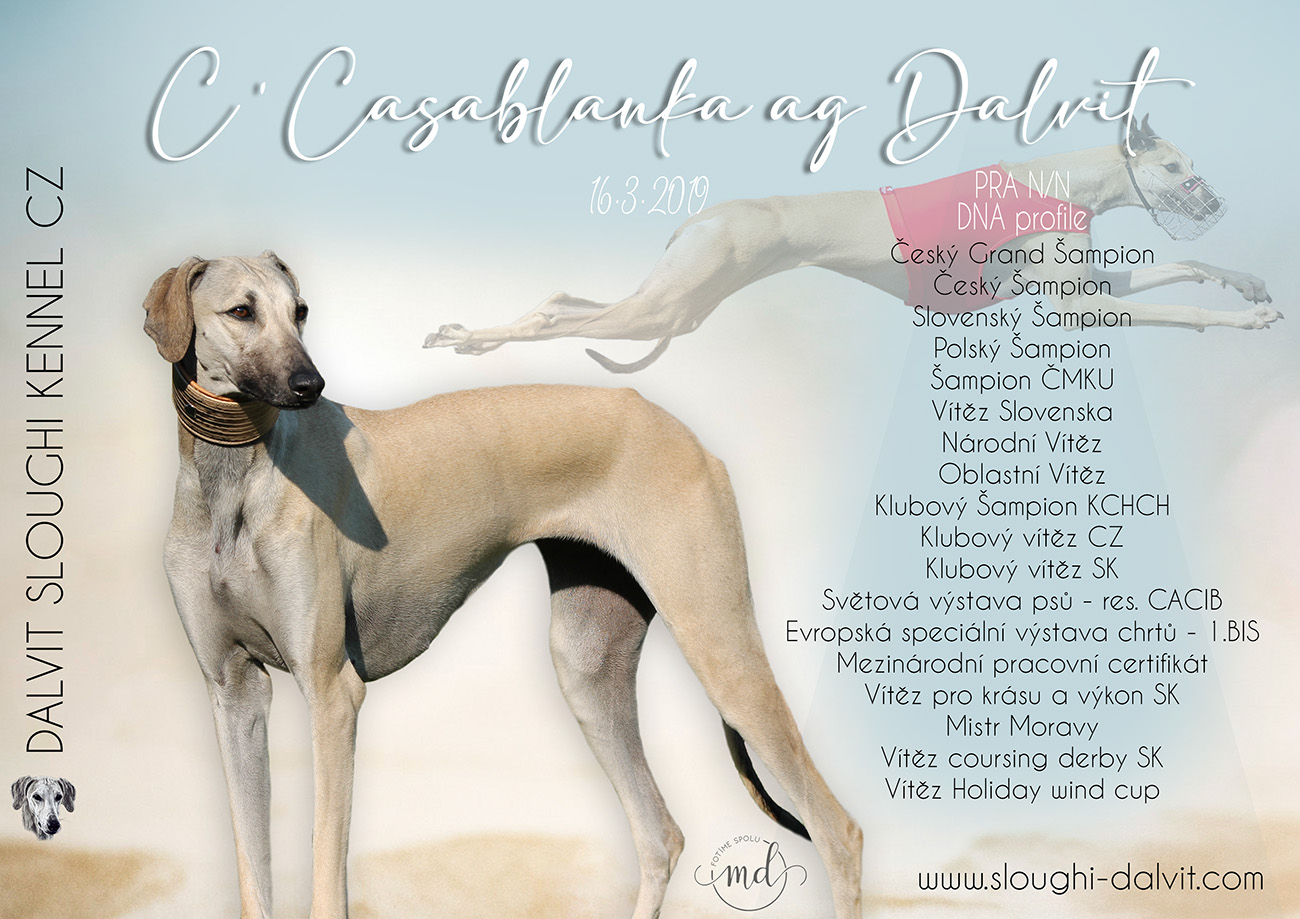 C' Casablanka ag Dalvit
16.3.2019
PRA N/N
DNA profile
Český Grand Šampion
Český Šampion
Slovenský Šampion
Polský Šampion
Šampion ČMKU
Vítěz Slovenska
Národní Vítěz
Oblastní Vítěz
Klubový Šampion KCHCH
Klubový vítěz CZ
Klubový vítěz SK
Světová výstava psů - res. CACIB
Evropská speciální výstava chrtů - 1.BIS
Mezinárodní pracovní certifikát
Vítěz pro krásu a výkon SK
Mistr Moravy
Vítěz coursing derby SK
Vítěz Holiday wind cup
www.sloughi-dalvit.com
DALVIT SLOUGHI KENNEL CZ
FOTÍME SPOLU
md